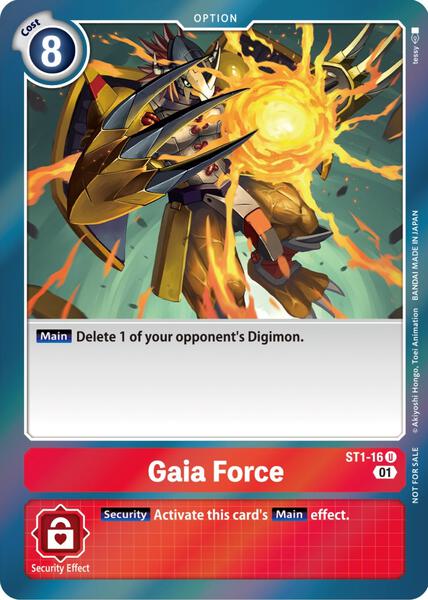 OPTION
Cost
8
tessy
Main Delete 1 of your opponent's Digimon.
Gaia Force
ST1-16 U
01
Security Activate this card's Main effect.
Security Effect
© Akiyoshi Hongo, Toei Animation BANDAI MADE IN JAPAN
NOT FOR SALE